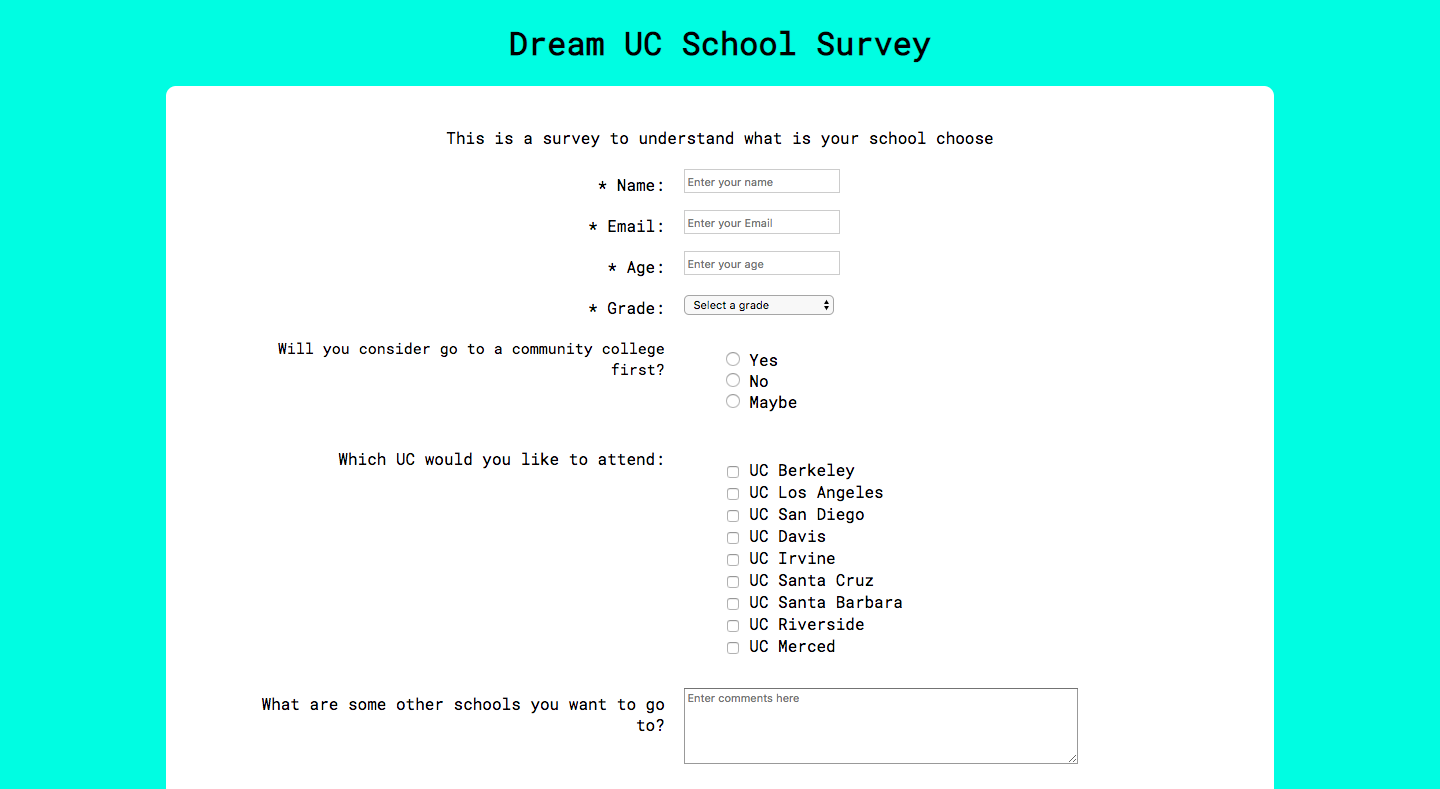 Dream UC School Survey
This is a survey to understand what is your school choose
* Name: Enter your name
* Email: Enter your Email
* Age: Enter your age
* Grade: Select a grade
Will you consider go to a community college
first?
Yes
No
Maybe
Which UC would you like to attend:
UC Berkeley
UC Los Angeles
UC San Diego
UC Davis
UC Irvine
UC Santa Cruz
UC Santa Barbara
UC Riverside
UC Merced
What are some other schools you want to go
to?
Enter comments here